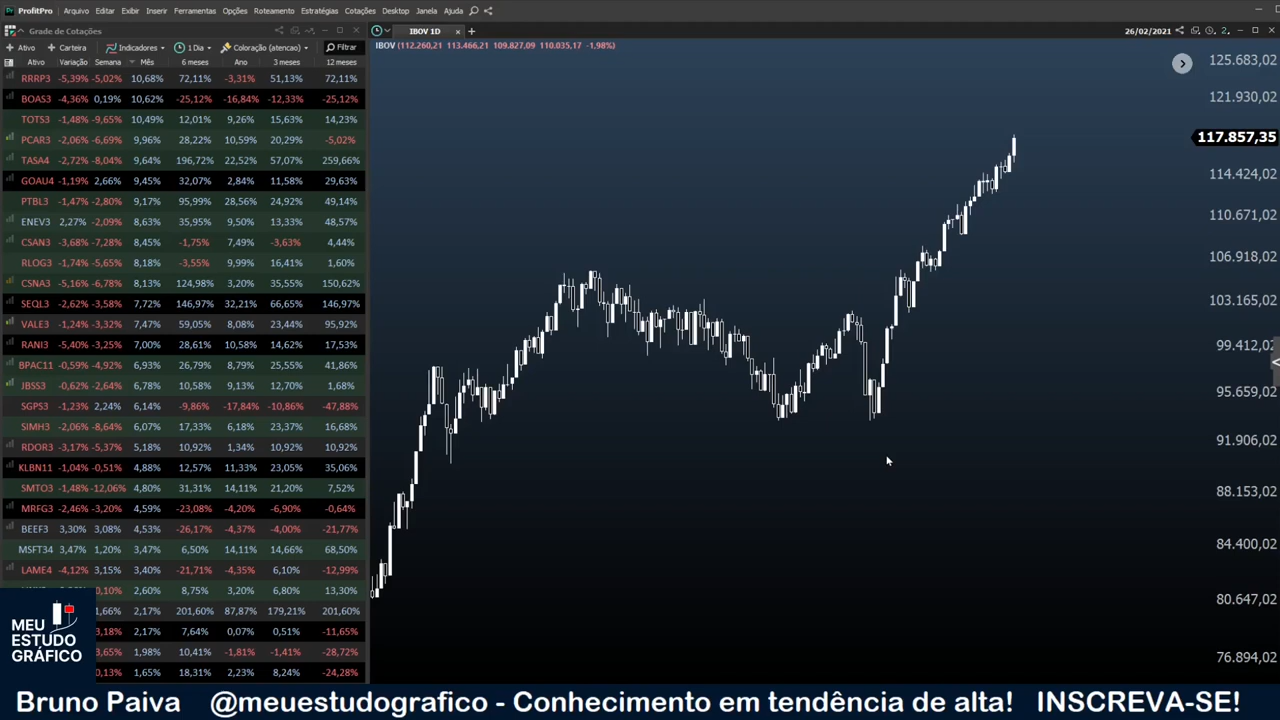 ProfitPro Arquivo Editar Exibir Inserir Ferramentas Opções Roteamento Estratégias Cotações Desktop Janela Ajuda
Grade de Cotações
IBOV 1D
26/02/2021
Ativo Carteira Indicadores 1 Dia Coloração (atencao) Filtrar
IBOV (112.260,21 113.466,21 109.827,09 110.035,17 -1,98%)
Ativo Variação Semana Mês 6 meses Ano 3 meses 12 meses
RRRP3 -5,39% -5,02% 10,68% 72,11% -3,31% 51,13% 72,11%
BOAS3 -4,36% 0,19% 10,62% -25,12% -16,84% -12,33% -25,12%
TOTS3 -1,48% -9,65% 10,49% 12,01% 9,26% 15,63% 14,23%
PCAR3 -2,06% -6,69% 9,96% 28,22% 10,59% 20,29% -5,02%
TASA4 -2,72% -8,04% 9,64% 196,72% 22,52% 57,07% 259,66%
GOAU4 -1,19% 2,66% 9,45% 32,07% 2,84% 11,58% 29,63%
PTBL3 -1,47% -2,80% 9,17% 95,99% 28,56% 24,92% 49,14%
ENEV3 2,27% -2,09% 8,63% 35,95% 9,50% 13,33% 48,57%
CSAN3 -3,68% -7,28% 8,45% -1,75% 7,49% -3,63% 4,44%
RLOG3 -1,74% -5,65% 8,18% -3,55% 9,99% 16,41% 1,60%
CSNA3 -5,16% -6,78% 8,13% 124,98% 3,20% 35,55% 150,62%
SEQL3 -2,62% -3,58% 7,72% 146,97% 32,21% 66,65% 146,97%
VALE3 -1,24% -3,32% 7,47% 59,05% 8,08% 23,44% 95,92%
RANI3 -5,40% -3,25% 7,00% 28,61% 10,58% 14,62% 17,53%
BPAC11 -0,59% -4,92% 6,93% 26,79% 8,79% 25,55% 41,86%
JBSS3 -0,62% -2,64% 6,78% 10,58% 9,13% 12,70% 1,68%
SGPS3 -1,23% 2,24% 6,14% -9,86% -17,84% -10,86% -47,88%
SIMH3 -2,06% -8,64% 6,07% 17,33% 6,18% 23,37% 16,68%
RDOR3 -3,17% -5,37% 5,18% 10,92% 1,34% 10,92% 10,92%
KLBN11 -1,04% -0,51% 4,88% 12,57% 11,33% 23,05% 35,06%
SMTO3 -1,48% -12,06% 4,80% 31,31% 14,11% 21,20% 7,52%
MRFG3 -2,46% -3,20% 4,59% -23,08% -4,20% -6,90% -0,64%
BEEF3 3,30% 3,08% 4,53% -26,17% -4,37% -4,00% -21,77%
MSFT34 3,47% 1,20% 3,47% 6,50% 14,11% 14,66% 68,50%
LAME4 -4,12% 3,15% 3,40% -21,71% -4,35% 6,10% -12,99%
0,10% 2,60% 8,75% 3,20% 6,80% 13,30%
1,66% 2,17% 201,60% 87,87% 179,21% 201,60%
3,18% 2,17% 7,64% 0,07% 0,51% -11,65%
3,65% 1,98% 10,41% -1,81% -1,41% -28,72%
0,13% 1,65% 18,31% 2,23% 8,24% -24,28%
125.683,02
121.930,02
117.857,35
114.424,02
110.671,02
106.918,02
103.165,02
99.412,02
95.659,02
91.906,02
88.153,02
84.400,02
80.647,02
76.894,02
MEU
ESTUDO
GRÁFICO
Bruno Paiva @meuestudografico - Conhecimento em tendência de alta! INSCREVA-SE!